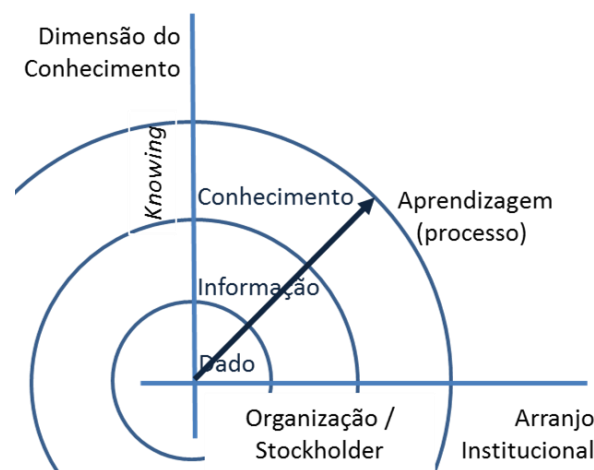 Dimensão do
Conhecimento
Knowing
Conhecimento
Aprendizagem
(processo)
Informação
Dado
Organização /
Stockholder
Arranjo
Institucional